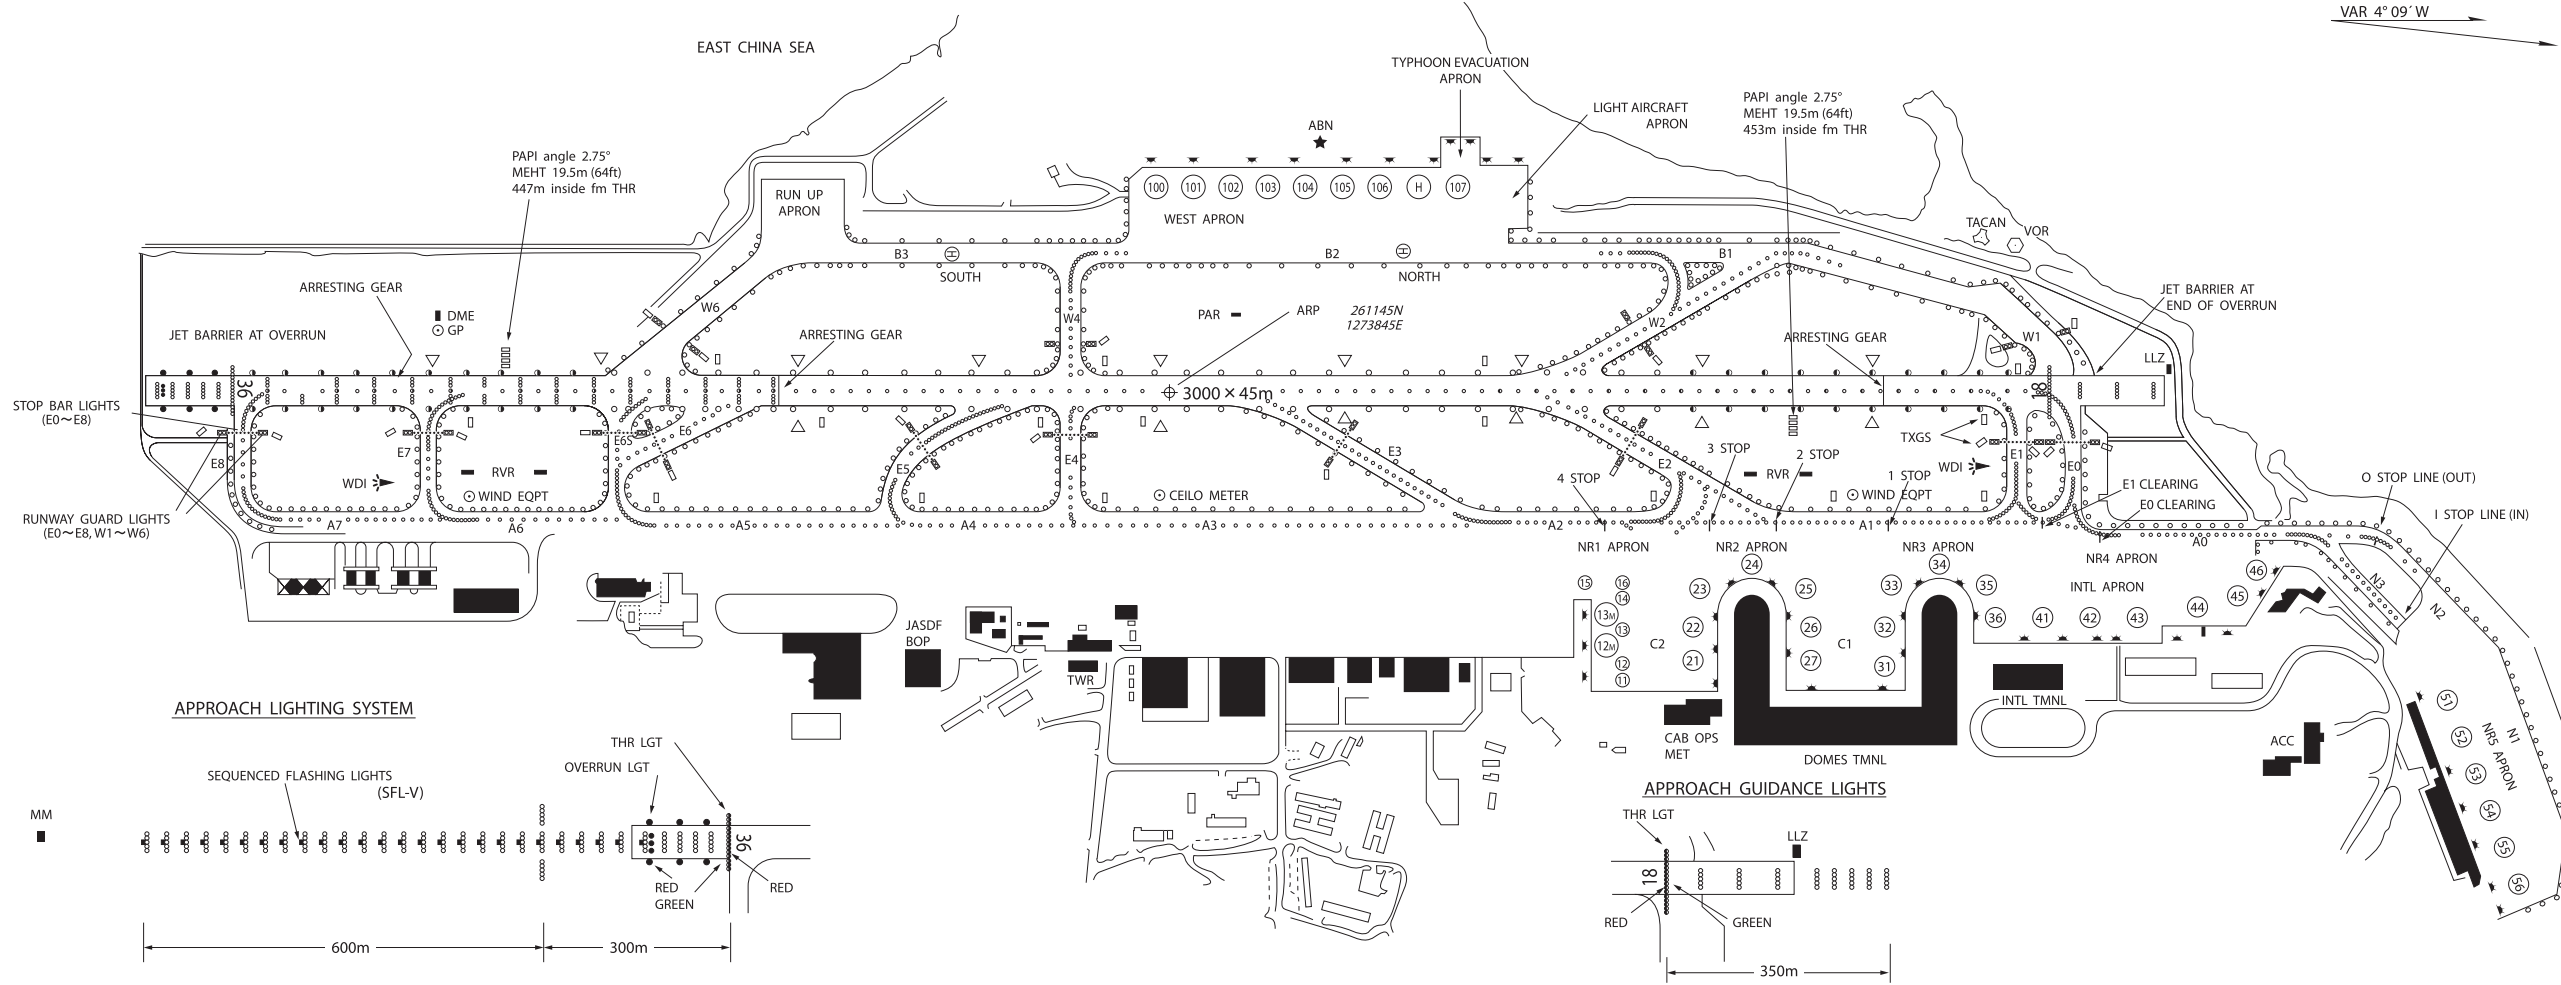 VAR 4° 09′ W
EAST CHINA SEA
TYPHOON EVACUATION
APRON
LIGHT AIRCRAFT
APRON
PAPI angle 2.75°
MEHT 19.5m (64ft)
453m inside fm THR
ABN
PAPI angle 2.75°
MEHT 19.5m (64ft)
447m inside fm THR
RUN UP
APRON
100
101
102
103
104
105
106
H
107
WEST APRON
TACAN
VOR
B3
H
SOUTH
B2
H
NORTH
B1
ARRESTING GEAR
DME
GP
JET BARRIER AT OVERRUN
W6
ARRESTING GEAR
W4
PAR
ARP
261145N
1273845E
W2
ARRESTING GEAR
W1
JET BARRIER AT
END OF OVERRUN
LLZ
36
3000 × 45m
18
STOP BAR LIGHTS
(E0～E8)
E8
E7
E6S
E6
E5
E4
E3
E2
E1
E0
TXGS
WDI
RVR
WIND EQPT
CEILO METER
4 STOP
3 STOP
RVR
2 STOP
WIND EQPT
1 STOP
WDI
E1 CLEARING
E0 CLEARING
O STOP LINE (OUT)
I STOP LINE (IN)
RUNWAY GUARD LIGHTS
(E0～E8, W1～W6)
A7
A6
A5
A4
A3
A2
A1
A0
NR1 APRON
NR2 APRON
NR3 APRON
NR4 APRON
INTL APRON
N3
N2
N1
NR5 APRON
15
16
14
13M
13
12M
12
11
C2
23
24
25
22
26
21
27
C1
33
34
35
32
36
31
41
42
43
44
45
46
51
52
53
54
55
56
JASDF
BOP
TWR
CAB OPS
MET
DOMES TMNL
INTL TMNL
ACC
APPROACH LIGHTING SYSTEM
THR LGT
OVERRUN LGT
SEQUENCED FLASHING LIGHTS
(SFL-V)
MM
36
RED
GREEN
RED
600m
300m
APPROACH GUIDANCE LIGHTS
THR LGT
LLZ
18
RED
GREEN
350m